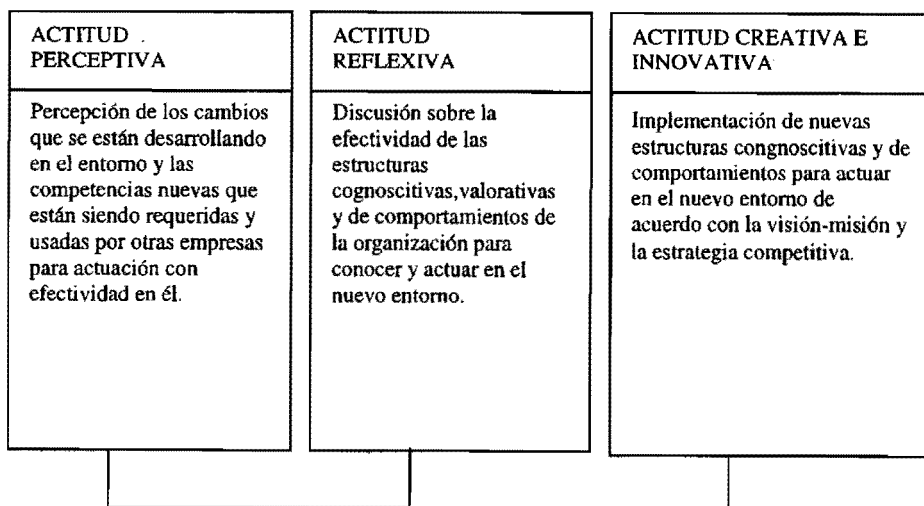 ACTITUD .
PERCEPTIVA
Percepción de los cambios
que se están desarrollando
en el entorno y las
competencias nuevas que
están siendo requeridas y
usadas por otras empresas
para actuación con
efectividad en él.
ACTITUD
REFLEXIVA
Discusión sobre la
efectividad de las
estructuras
cognoscitivas,valorativas
y de comportamientos de
la organización para
conocer y actuar en el
nuevo entorno.
ACTITUD CREATIVA E
INNOVATIVA
Implementación de nuevas
estructuras congnoscitivas y de
comportamientos para actuar
en el nuevo entorno de
acuerdo con la visión-misión y
la estrategia competitiva.